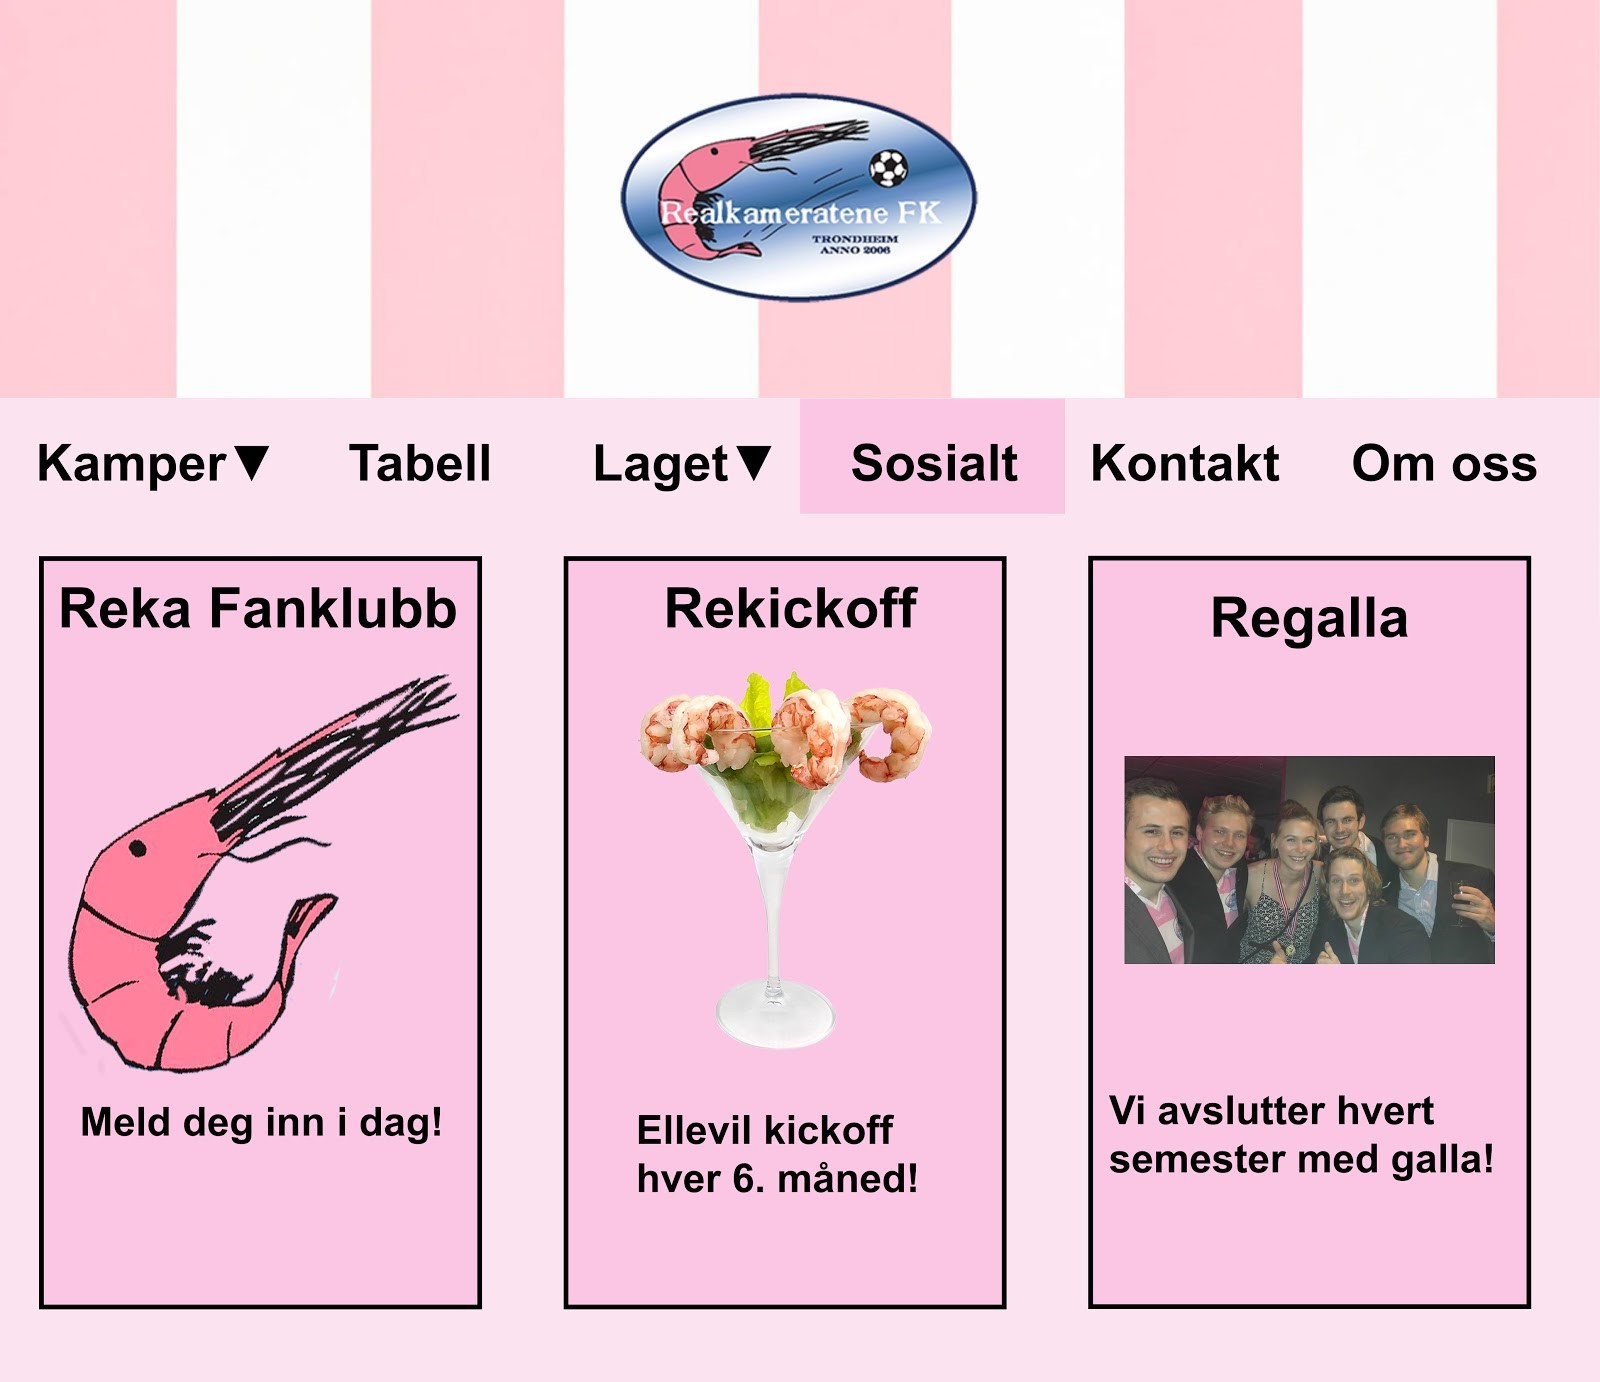 Realkameratene FK
TRONDHEIM
ANNO 2006
Kamper▼ Tabell Laget▼ Sosialt Kontakt Om oss
Reka Fanklubb
Meld deg inn i dag!
Rekickoff
Ellevil kickoff
hver 6. måned!
Regalla
Vi avslutter hvert
semester med galla!